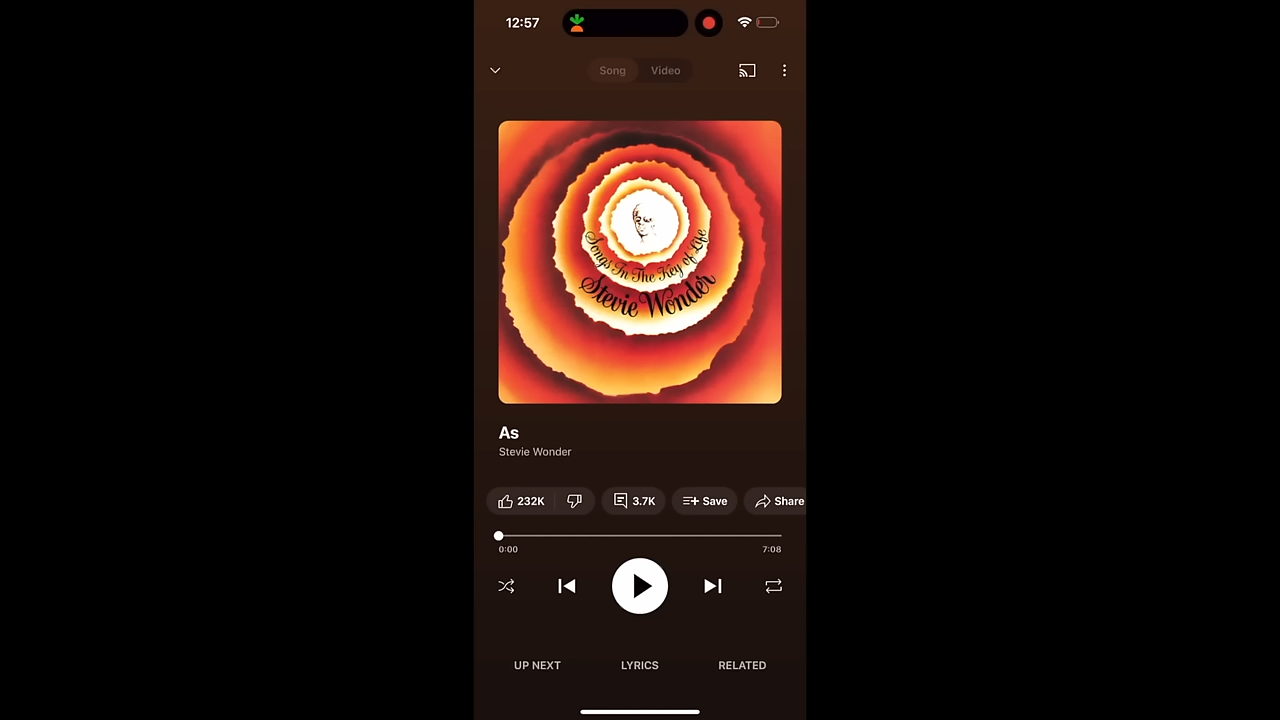 12:57
Song Video
Songs In The Key of Life
Stevie Wonder
As
Stevie Wonder
232K 3.7K Save Share
0:00 7:08
UP NEXT LYRICS RELATED